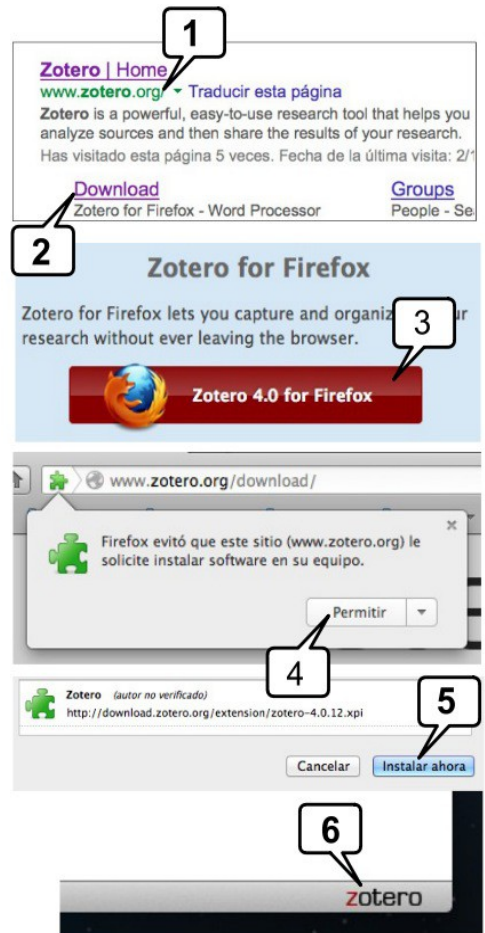 1
Zotero | Home
www.zotero.org/ Traducir esta página
Zotero is a powerful, easy-to-use research tool that helps you
analyze sources and then share the results of your research.
Has visitado esta página 5 veces. Fecha de la última visita: 2/1
Download Groups
Zotero for Firefox - Word Processor People - Se
2
Zotero for Firefox
Zotero for Firefox lets you capture and organiz ur
research without ever leaving the browser.
3
Zotero 4.0 for Firefox
www.zotero.org/download/
Firefox evitó que este sitio (www.zotero.org) le
solicite instalar software en su equipo.
Permitir
4
Zotero (autor no verificado)
http://download.zotero.org/extension/zotero-4.0.12.xpi
5
Cancelar Instalar ahora
6
zotero